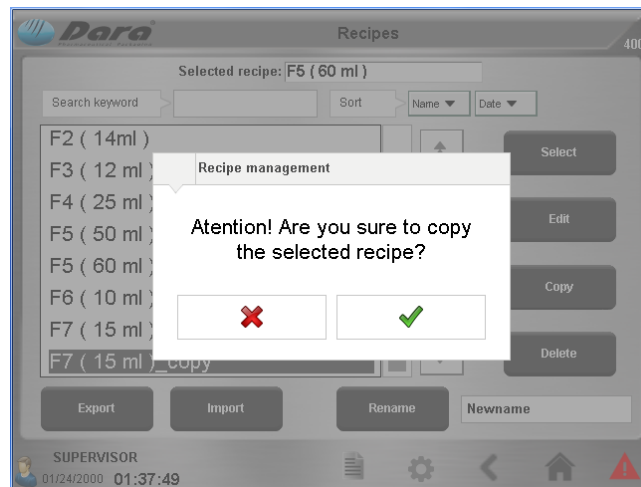 Dara
Recipes
400
Selected recipe: F5 ( 60 ml )
Search keyword
Sort
Name ▼
Date ▼
F2 ( 14ml )
F3 ( 12 ml )
F4 ( 25 ml )
F5 ( 50 ml )
F5 ( 60 ml )
F6 ( 10 ml )
F7 ( 15 ml )
F7 ( 15 ml )_copy
Select
Edit
Copy
Delete
Recipe management
Atention! Are you sure to copy
the selected recipe?
Export
Import
Rename
Newname
SUPERVISOR
01/24/2000 01:37:49